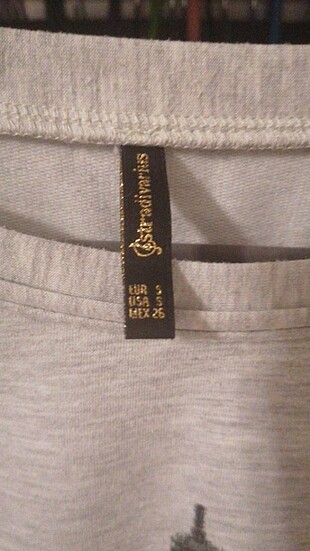 stradivarius
EUR S
USA S
MEX 26